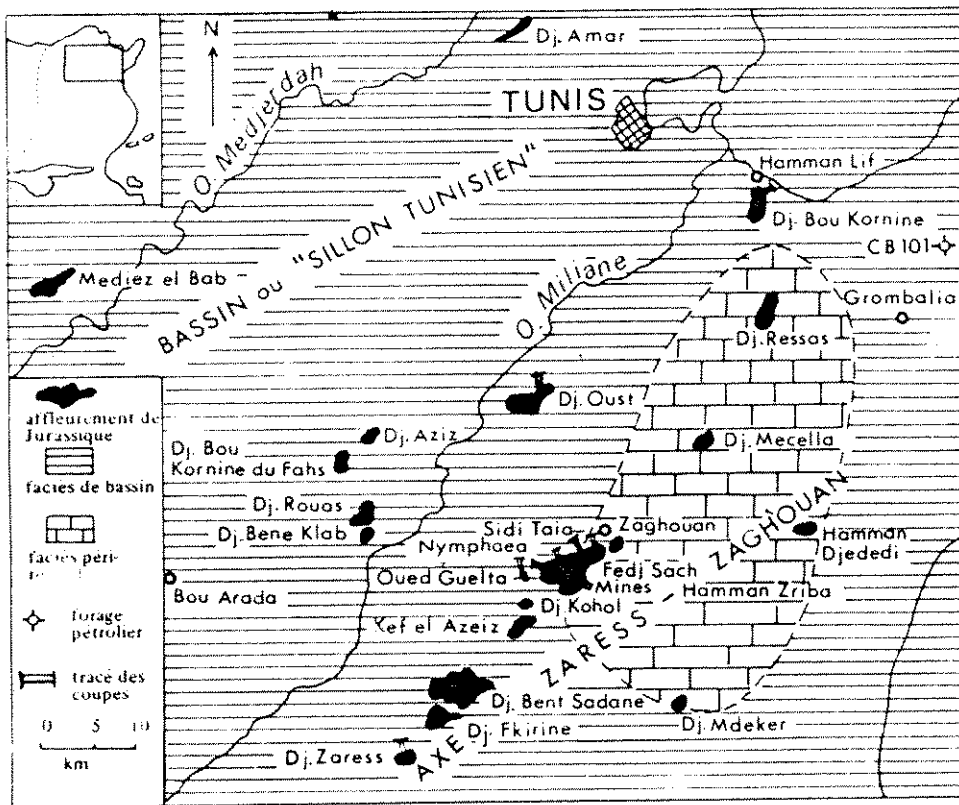 N
Dj. Amar
O. Medjerdah
TUNIS
Hamman Lif
Dj. Bou Kornine
CB 101
BASSIN ou "SILLON TUNISIEN"
Mediez el Bab
O. Miliane
Grombalia
Dj. Ressas
Dj. Oust
Dj. Aziz
Dj. Mecella
Dj. Bou
Kornine du Fahs
Dj. Rouas
Dj. Bene Klab
Sidi Taia
Zaghouan
Nymphaea
Hamman
Djededi
Oued Guelta
Fedj Sach
Mines
Hamman Zriba
Bou Arada
Dj. Kohol
Kef el Azeiz
AXE ZARESS - ZAGHOUAN
Dj. Bent Sadane
Dj. Mdeker
Dj. Fkirine
Dj. Zaress
affleurement de
Jurassique
faciès de bassin
faciès péri-
forage
pétrolier
tracé des
coupes
0 5 10
km